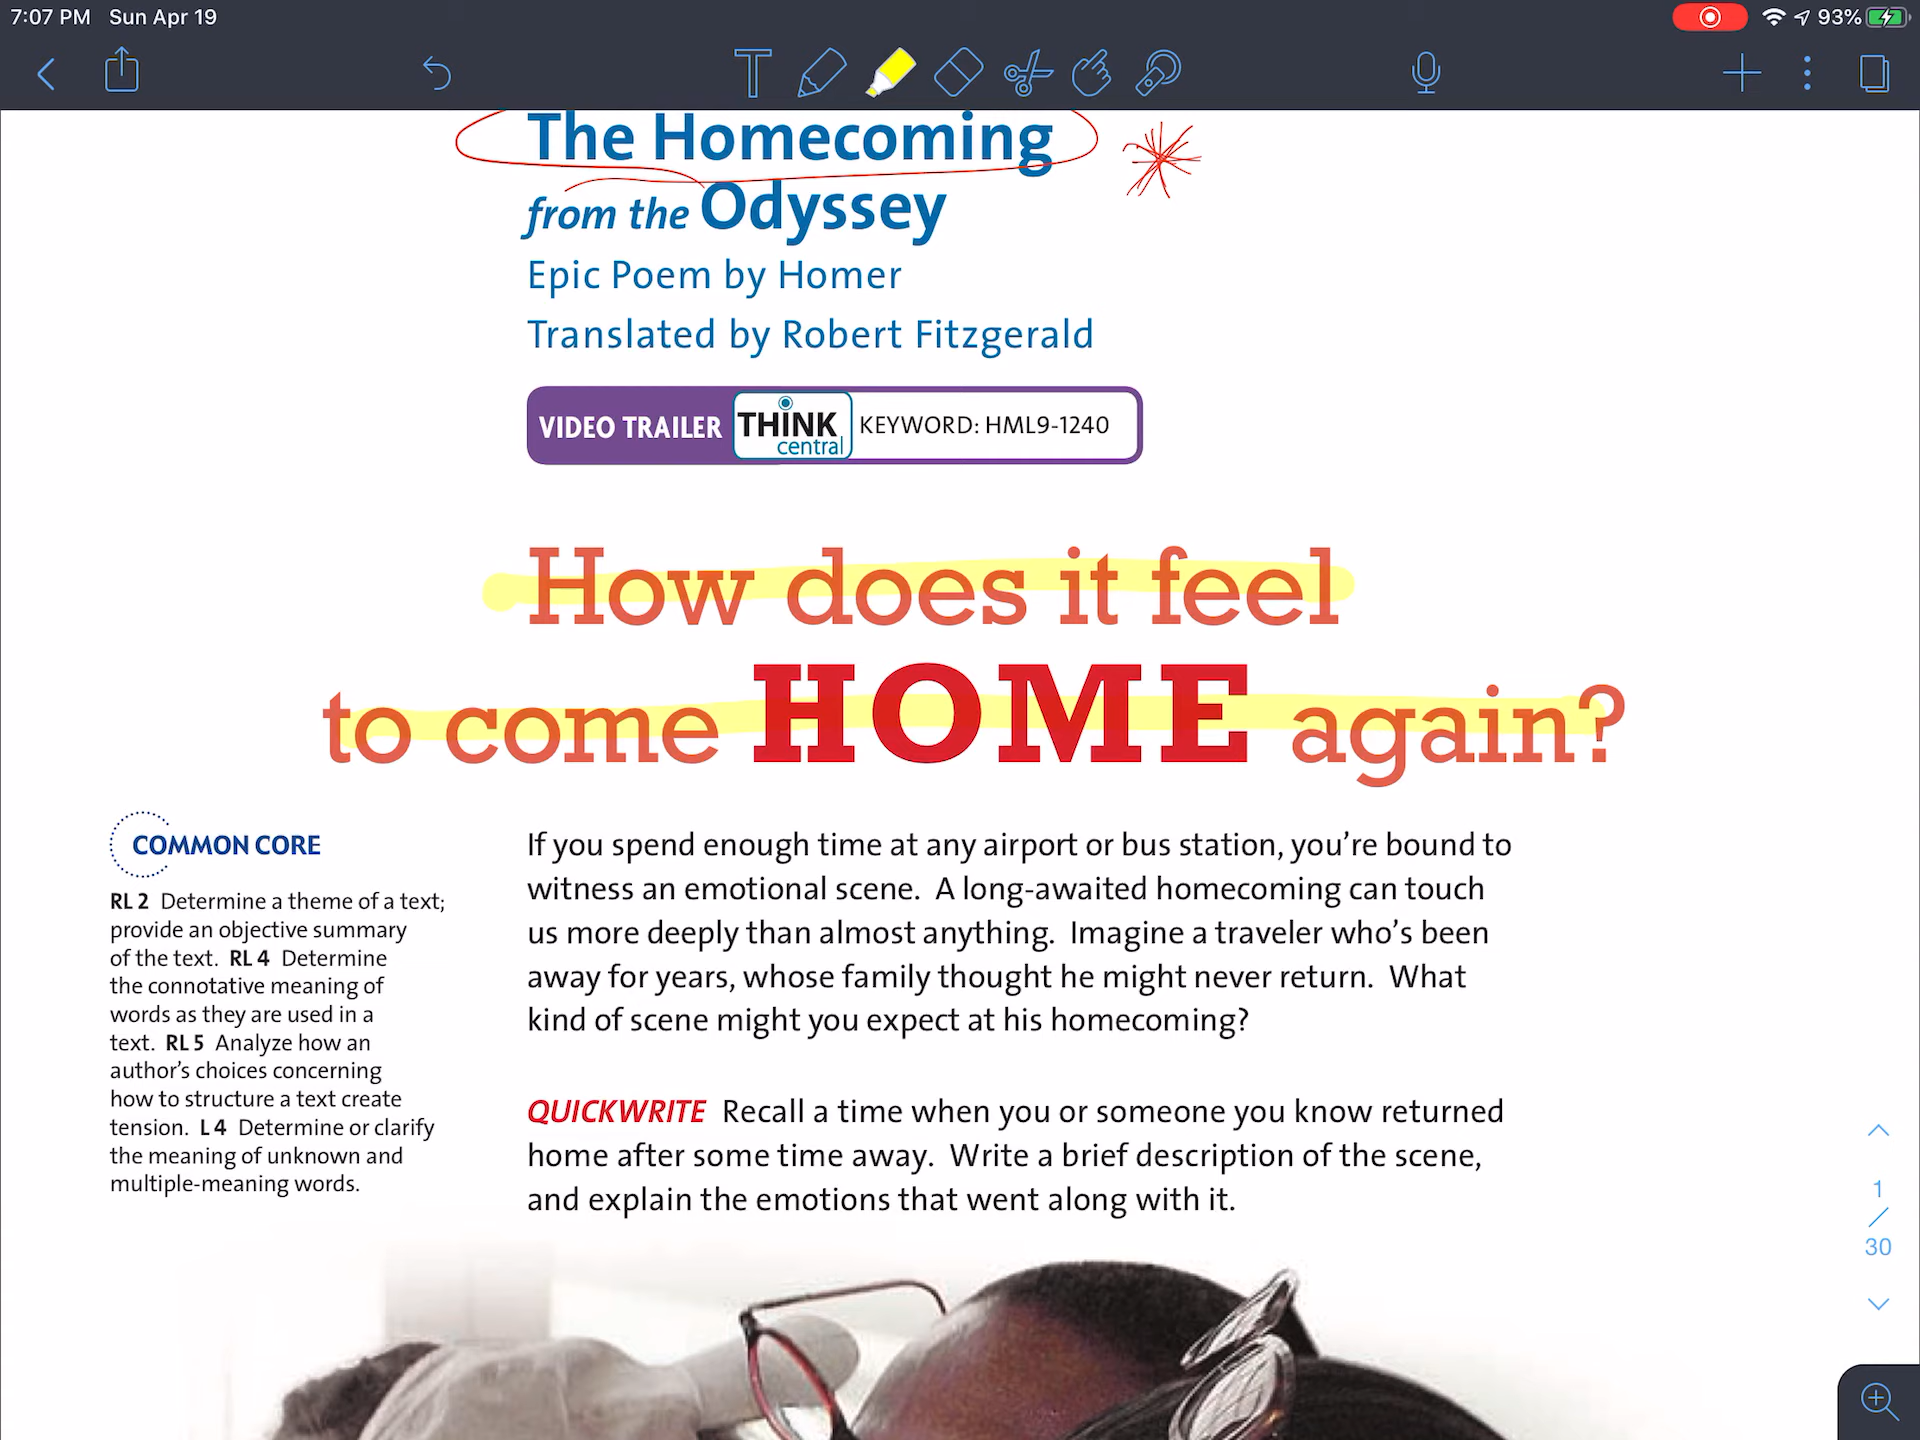 7:07 PM Sun Apr 19
93%
The Homecoming
from the Odyssey
Epic Poem by Homer
Translated by Robert Fitzgerald
VIDEO TRAILER THINK central KEYWORD: HML9-1240
How does it feel
to come HOME again?
COMMON CORE
RL 2 Determine a theme of a text;
provide an objective summary
of the text. RL 4 Determine
the connotative meaning of
words as they are used in a
text. RL 5 Analyze how an
author's choices concerning
how to structure a text create
tension. L 4 Determine or clarify
the meaning of unknown and
multiple-meaning words.
If you spend enough time at any airport or bus station, you're bound to
witness an emotional scene. A long-awaited homecoming can touch
us more deeply than almost anything. Imagine a traveler who's been
away for years, whose family thought he might never return. What
kind of scene might you expect at his homecoming?
QUICKWRITE Recall a time when you or someone you know returned
home after some time away. Write a brief description of the scene,
and explain the emotions that went along with it.
1
/
30